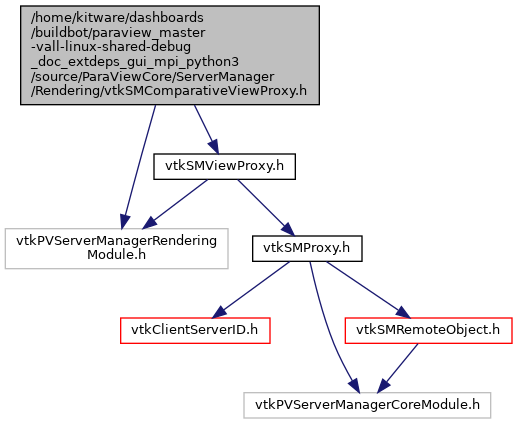 /home/kitware/dashboards
/buildbot/paraview_master
-vall-linux-shared-debug
_doc_extdeps_gui_mpi_python3
/source/ParaViewCore/ServerManager
/Rendering/vtkSMComparativeViewProxy.h
vtkSMViewProxy.h
vtkPVServerManagerRendering
Module.h
vtkSMProxy.h
vtkClientServerID.h
vtkSMRemoteObject.h
vtkPVServerManagerCoreModule.h